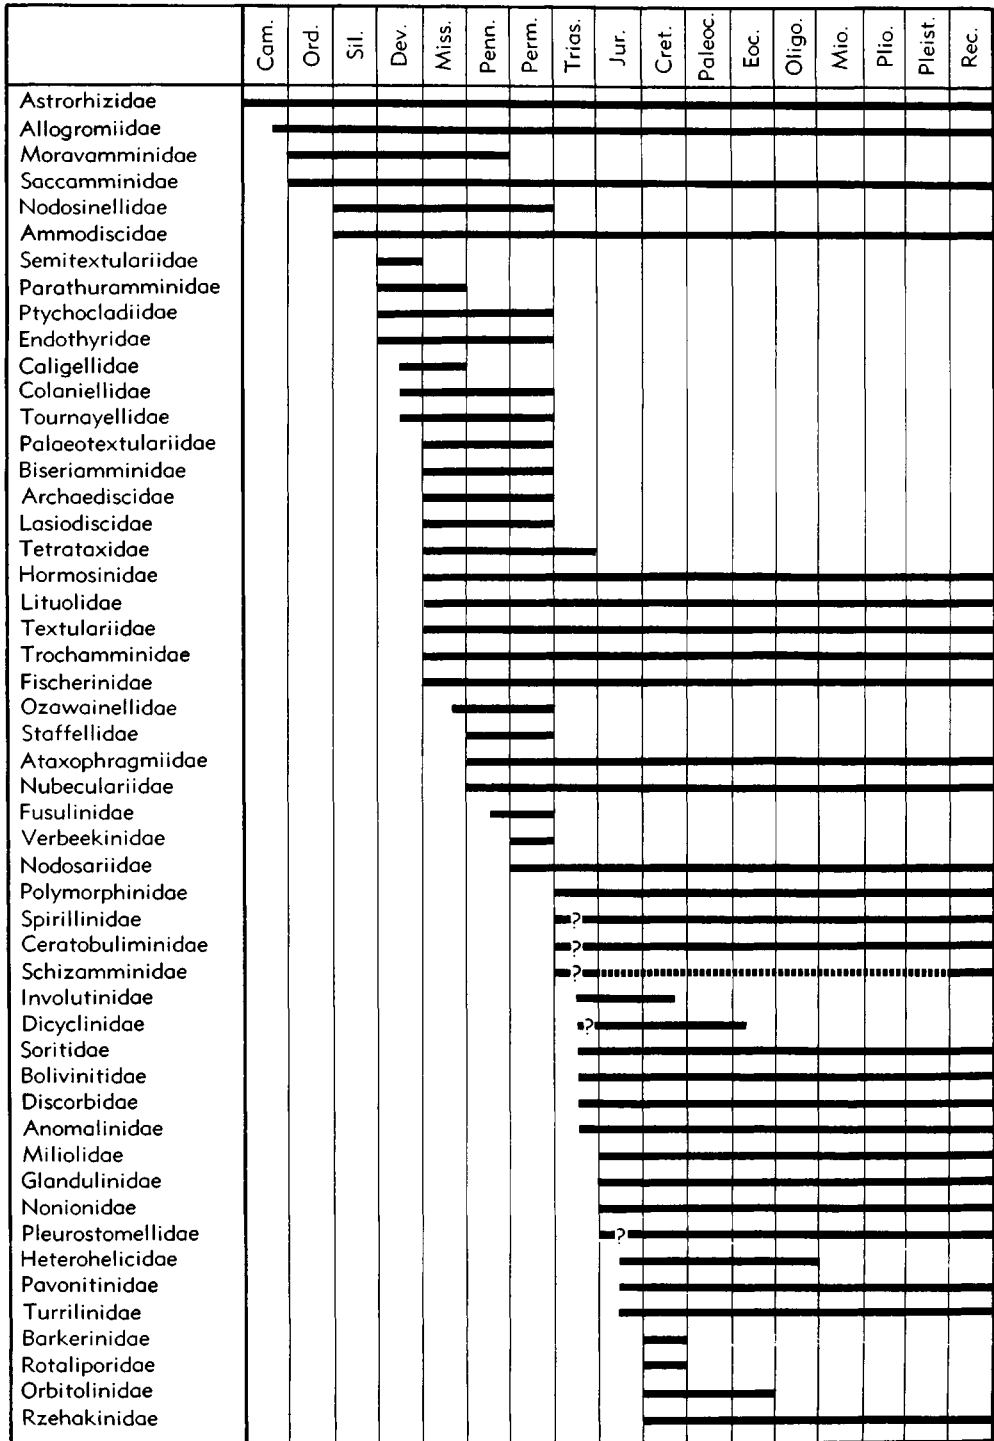 Cam. Ord. Sil. Dev. Miss. Penn. Perm. Trias. Jur. Cret. Paleoc. Eoc. Oligo. Mio. Plio. Pleist. Rec.
Astrorhizidae
Allogromiidae
Moravamminidae
Saccamminidae
Nodosinellidae
Ammodiscidae
Semitextulariidae
Parathuramminidae
Ptychocladiidae
Endothyridae
Caligellidae
Colaniellidae
Tournayellidae
Palaeotextulariidae
Biseriamminidae
Archaediscidae
Lasiodiscidae
Tetrataxidae
Hormosinidae
Lituolidae
Textulariidae
Trochamminidae
Fischerinidae
Ozawainellidae
Staffellidae
Ataxophragmiidae
Nubeculariidae
Fusulinidae
Verbeekinidae
Nodosariidae
Polymorphinidae
Spirillinidae ?
Ceratobuliminidae ?
Schizamminidae ?
Involutinidae
Dicyclinidae ?
Soritidae
Bolivinitidae
Discorbidae
Anomalinidae
Miliolidae
Glandulinidae
Nonionidae
Pleurostomellidae ?
Heterohelicidae
Pavonitinidae
Turrilinidae
Barkerinidae
Rotaliporidae
Orbitolinidae
Rzehakinidae